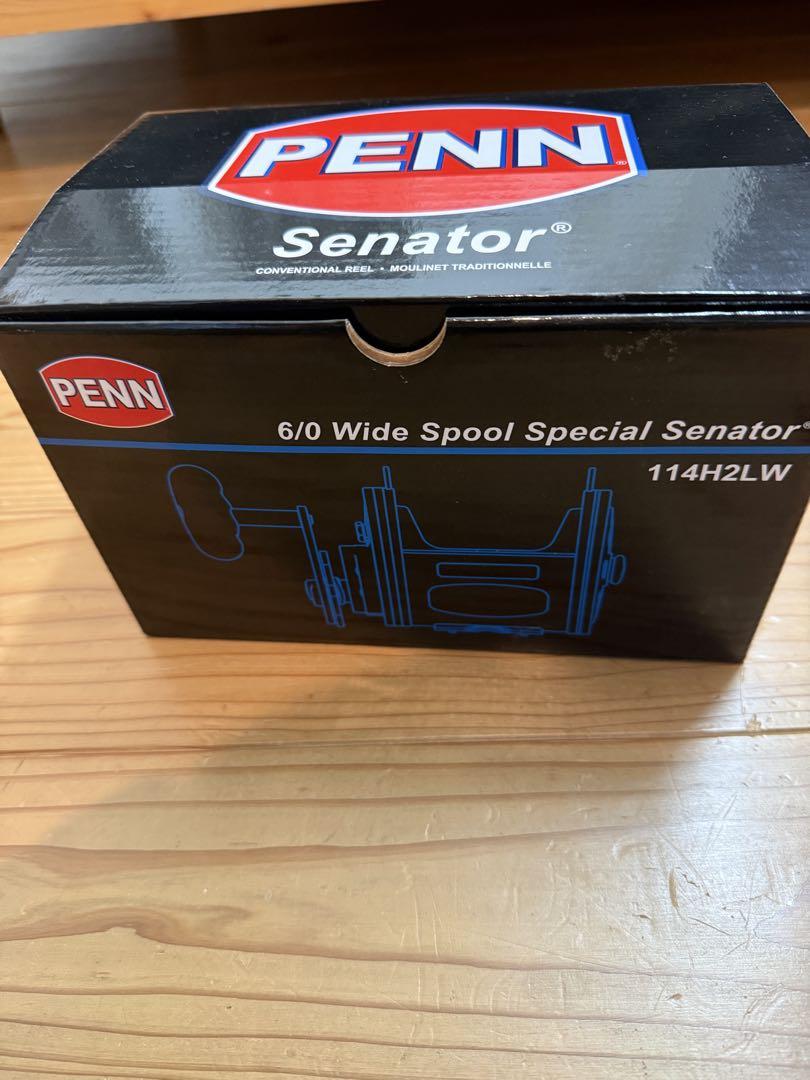 PENN®
Senator®
CONVENTIONAL REEL • MOULINET TRADITIONNELLE
PENN
6/0 Wide Spool Special Senator®
114H2LW